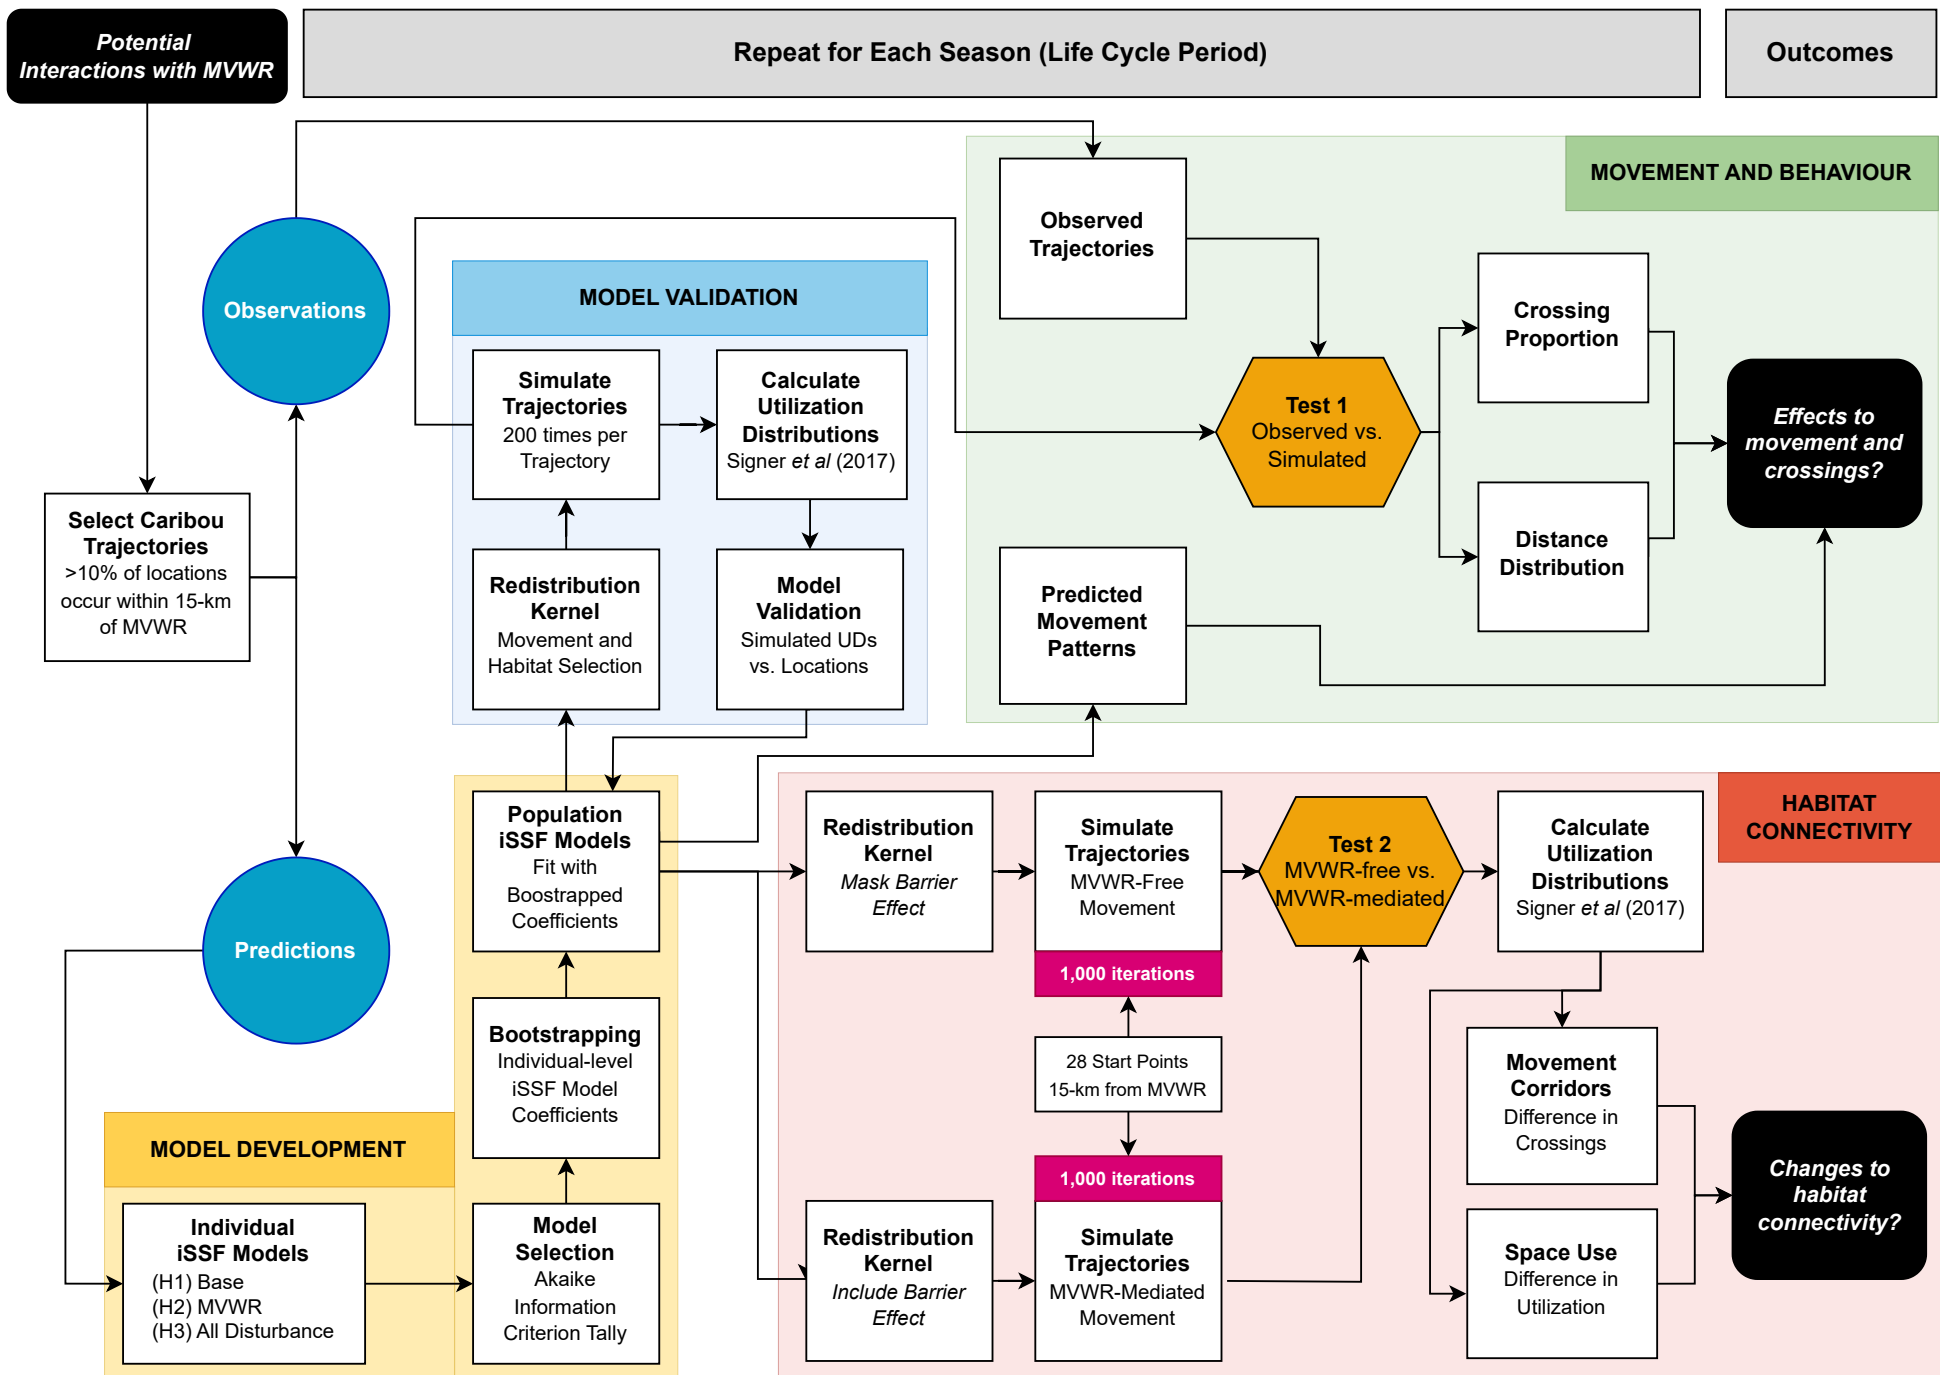 Potential
Interactions with MVWR
Repeat for Each Season (Life Cycle Period)
Outcomes
Observations
Select Caribou
Trajectories
>10% of locations
occur within 15-km
of MVWR
Predictions
MODEL VALIDATION
Simulate
Trajectories
200 times per
Trajectory
Calculate
Utilization
Distributions
Signer et al (2017)
Redistribution
Kernel
Movement and
Habitat Selection
Model
Validation
Simulated UDs
vs. Locations
MOVEMENT AND BEHAVIOUR
Observed
Trajectories
Test 1
Observed vs.
Simulated
Crossing
Proportion
Distance
Distribution
Effects to
movement and
crossings?
Predicted
Movement
Patterns
MODEL DEVELOPMENT
Individual
iSSF Models
(H1) Base
(H2) MVWR
(H3) All Disturbance
Model
Selection
Akaike
Information
Criterion Tally
Bootstrapping
Individual-level
iSSF Model
Coefficients
Population
iSSF Models
Fit with
Boostrapped
Coefficients
HABITAT
CONNECTIVITY
Redistribution
Kernel
Mask Barrier
Effect
Simulate
Trajectories
MVWR-Free
Movement
1,000 iterations
28 Start Points
15-km from MVWR
1,000 iterations
Redistribution
Kernel
Include Barrier
Effect
Simulate
Trajectories
MVWR-Mediated
Movement
Test 2
MVWR-free vs.
MVWR-mediated
Calculate
Utilization
Distributions
Signer et al (2017)
Movement
Corridors
Difference in
Crossings
Space Use
Difference in
Utilization
Changes to
habitat
connectivity?